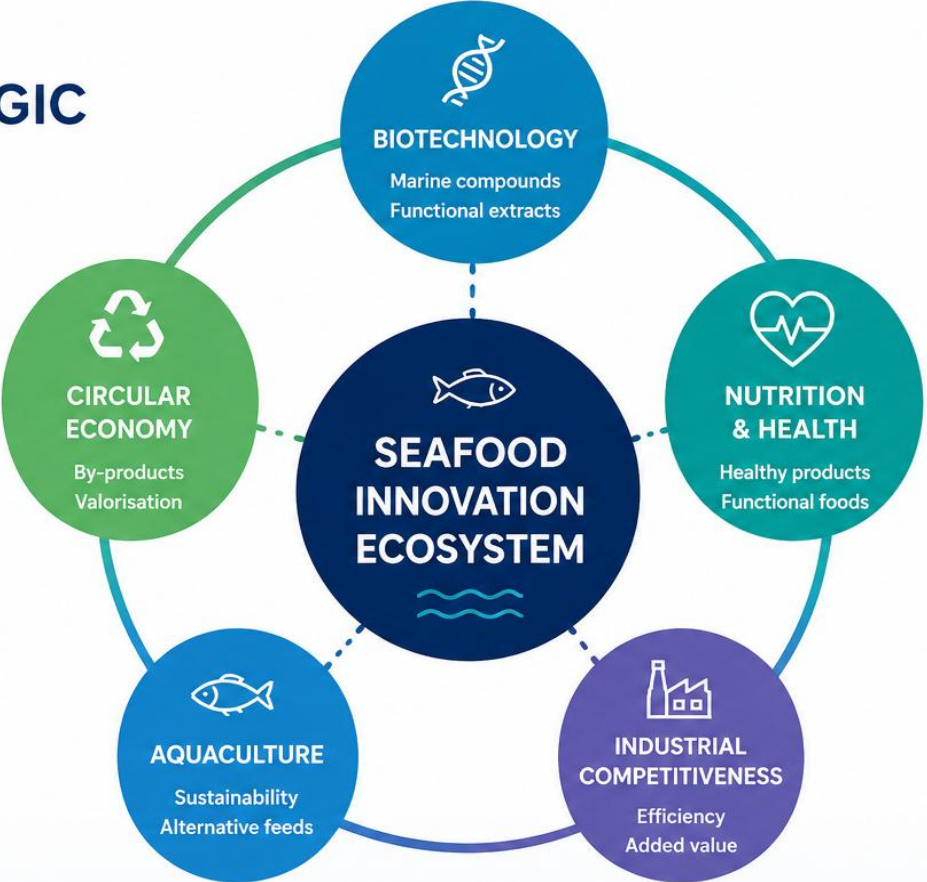 GIC
BIOTECHNOLOGY
Marine compounds
Functional extracts
CIRCULAR
ECONOMY
By-products
Valorisation
SEAFOOD
INNOVATION
ECOSYSTEM
NUTRITION
& HEALTH
Healthy products
Functional foods
AQUACULTURE
Sustainability
Alternative feeds
INDUSTRIAL
COMPETITIVENESS
Efficiency
Added value